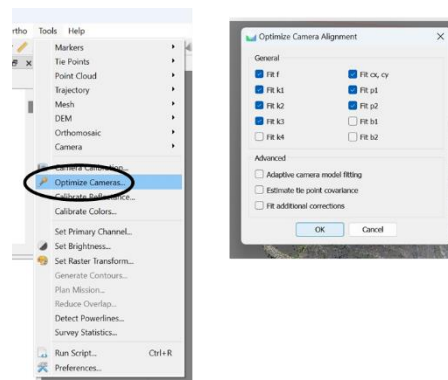 rtho Tools Help
Markers
Tie Points
Point Cloud
Trajectory
Mesh
DEM
Orthomosaic
Camera
Camera Calibration...
Optimize Cameras...
Calibrate Reflectance...
Calibrate Colors...
Set Primary Channel...
Set Brightness...
Set Raster Transform...
Generate Contours...
Plan Mission...
Reduce Overlap...
Detect Powerlines...
Survey Statistics...
Run Script... Ctrl+R
Preferences...
Optimize Camera Alignment
General
Fit f Fit cx, cy
Fit k1 Fit p1
Fit k2 Fit p2
Fit k3 Fit b1
Fit k4 Fit b2
Advanced
Adaptive camera model fitting
Estimate tie point covariance
Fit additional corrections
OK Cancel